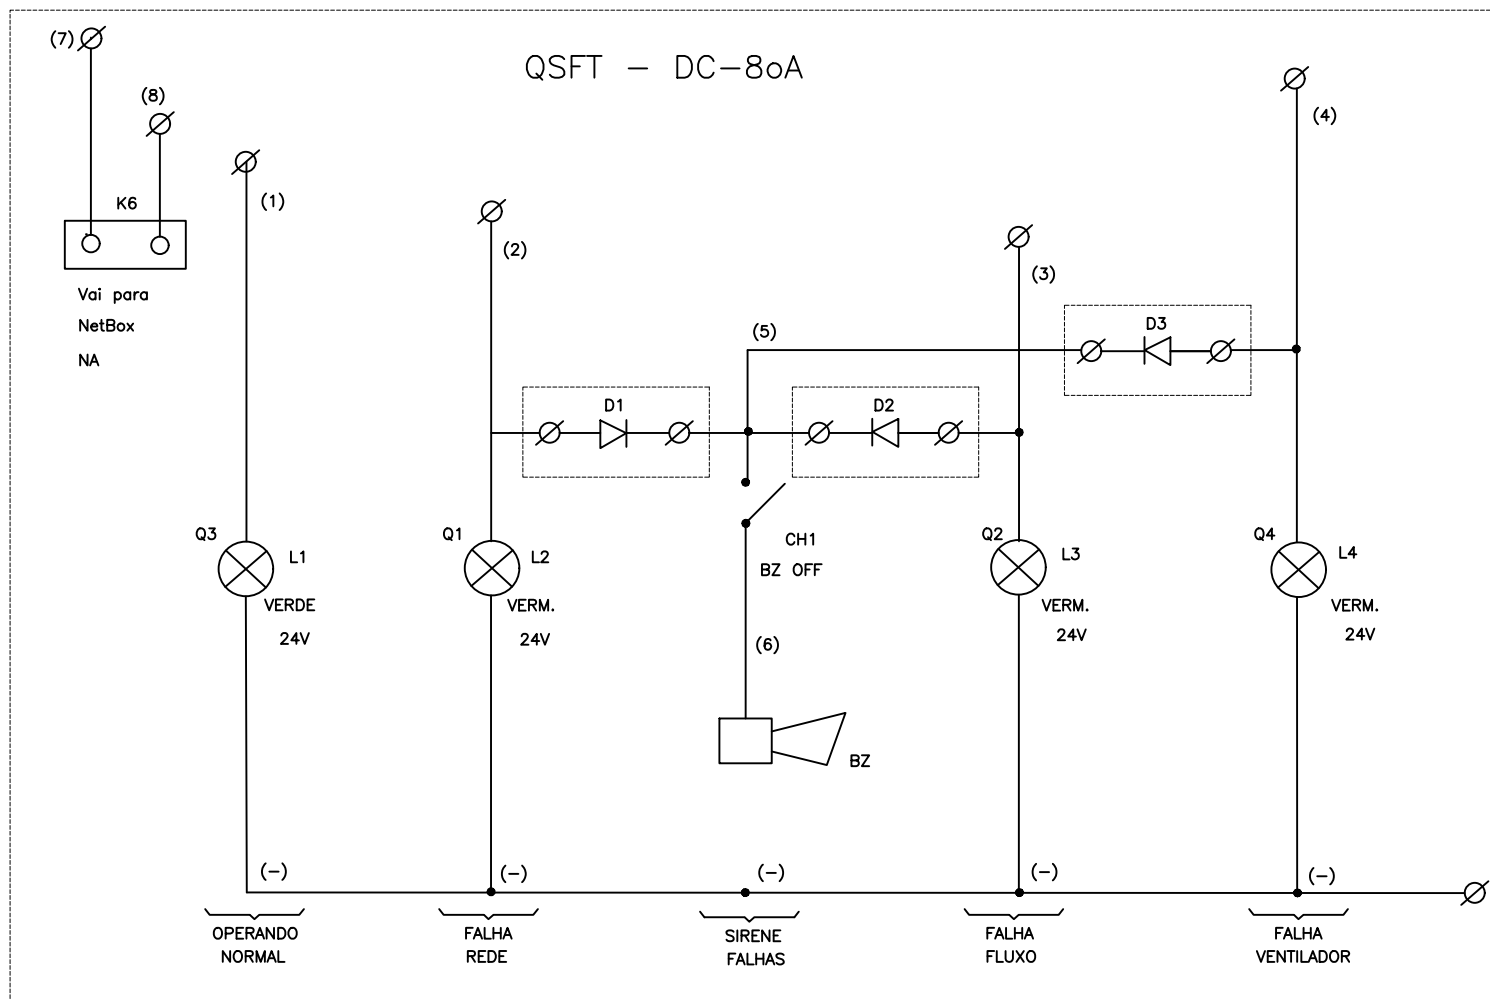 (7)
QSFT - DC-80A
(8)
(4)
K6
(1)
(2)
(3)
Vai para
NetBox
NA
(5)
D3
D1
D2
Q3
L1
VERDE
24V
Q1
L2
VERM.
24V
CH1
BZ OFF
Q2
L3
VERM.
24V
Q4
L4
VERM.
24V
(6)
BZ
(-)
(-)
(-)
(-)
(-)
OPERANDO
NORMAL
FALHA
REDE
SIRENE
FALHAS
FALHA
FLUXO
FALHA
VENTILADOR